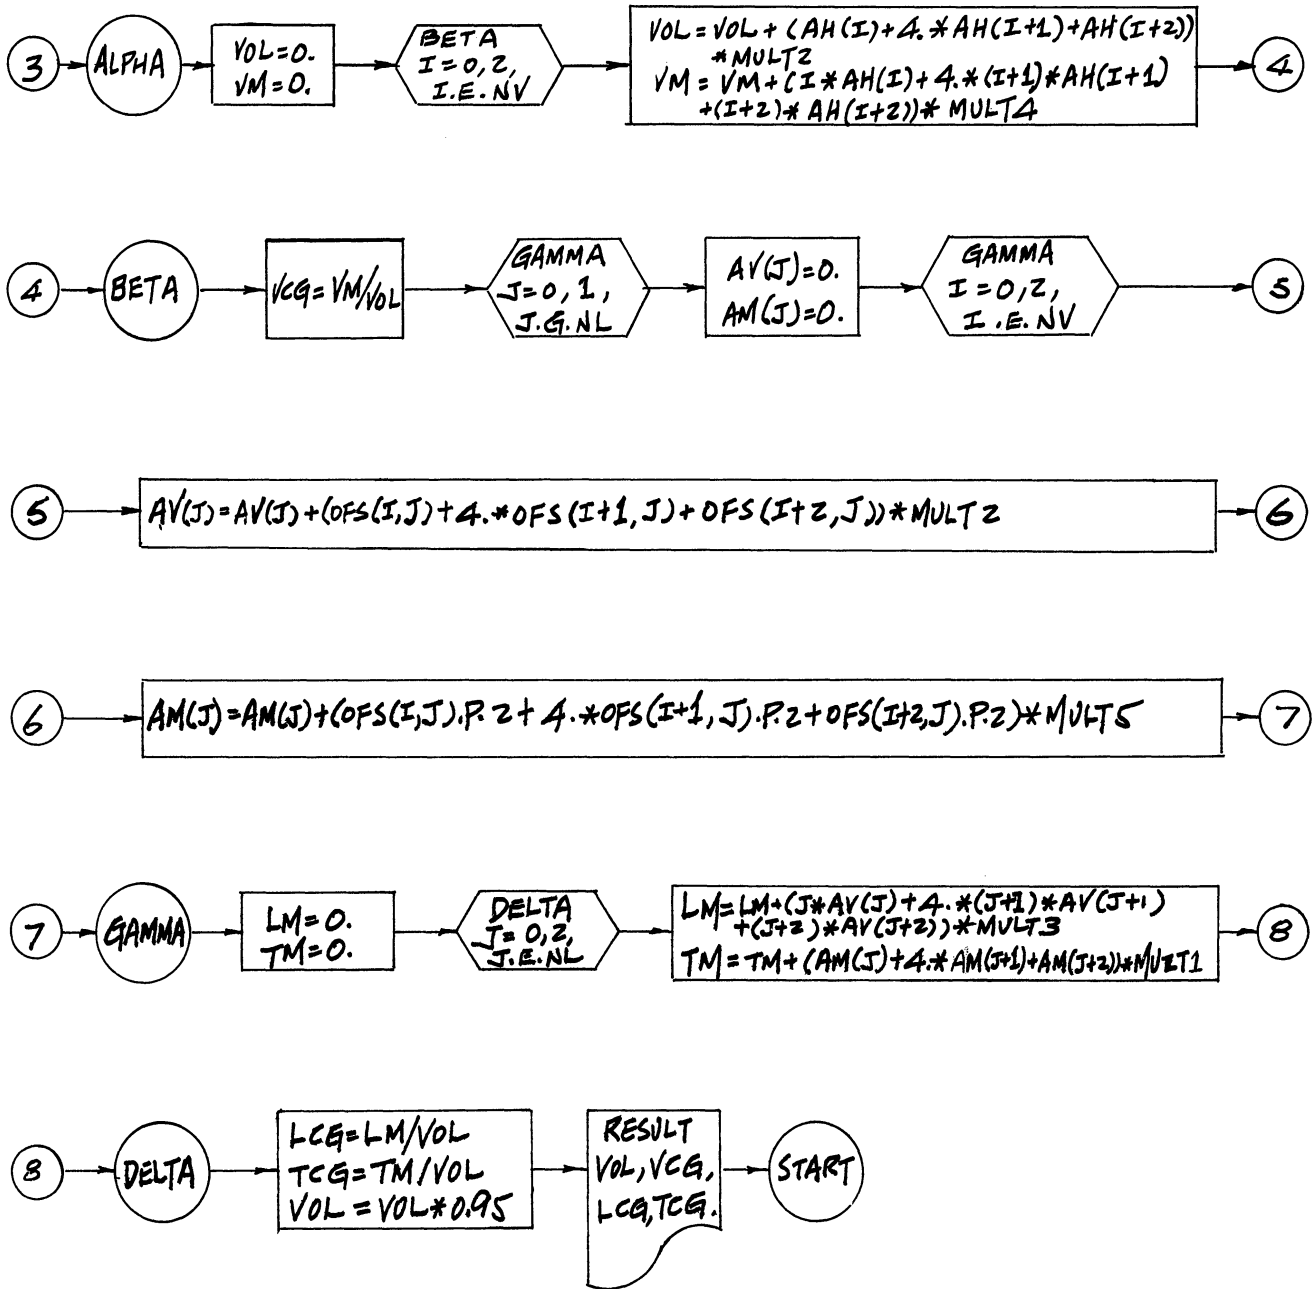 3
ALPHA
VOL=0.
VM=0.
BETA
I=0,2,
I.E.NV
VOL=VOL+(AH(I)+4.*AH(I+1)+AH(I+2))
*MULT2
VM=VM+(I*AH(I)+4.*(I+1)*AH(I+1)
+(I+2)*AH(I+2))*MULT4
4
4
BETA
VCG=VM/VOL
GAMMA
J=0,1,
J.G.NL
AV(J)=0.
AM(J)=0.
GAMMA
I=0,2,
I.E.NV
5
5
AV(J)=AV(J)+(OFS(I,J)+4.*OFS(I+1,J)+OFS(I+2,J))*MULT2
6
6
AM(J)=AM(J)+(OFS(I,J).P.2+4.*OFS(I+1,J).P.2+OFS(I+2,J).P.2)*MULT5
7
7
GAMMA
LM=0.
TM=0.
DELTA
J=0,2,
J.E.NL
LM=LM+(J*AV(J)+4.*(J+1)*AV(J+1)
+(J+2)*AV(J+2))*MULT3
TM=TM+(AM(J)+4.*AM(J+1)+AM(J+2))*MULT1
8
8
DELTA
LCG=LM/VOL
TCG=TM/VOL
VOL=VOL*0.95
RESULT
VOL,VCG,
LCG,TCG.
START